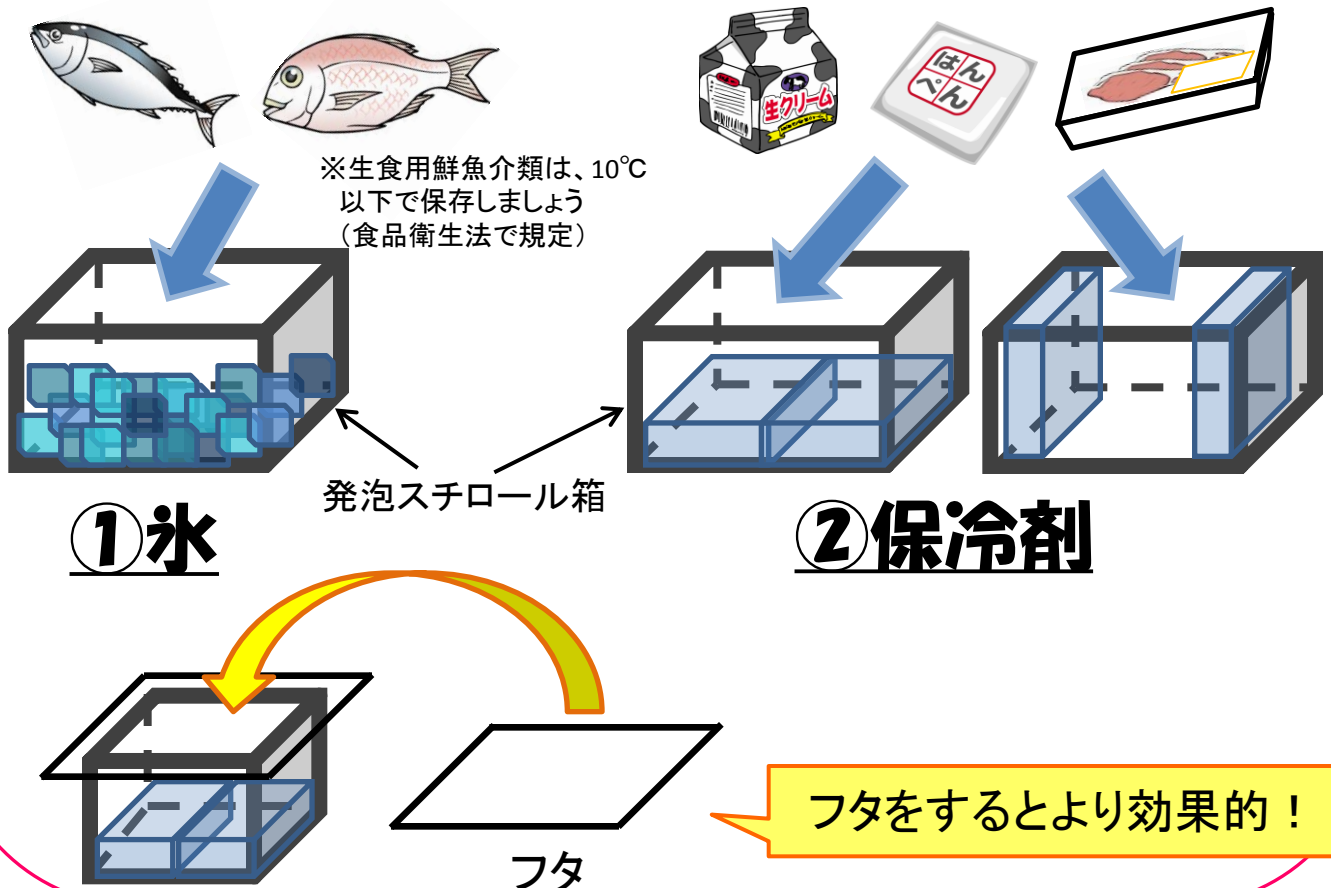 生クリーム
はん
ぺん
※生食用鮮魚介類は、10℃
以下で保存しましょう
（食品衛生法で規定）
発泡スチロール箱
①氷
②保冷剤
フタをするとより効果的！
フタ